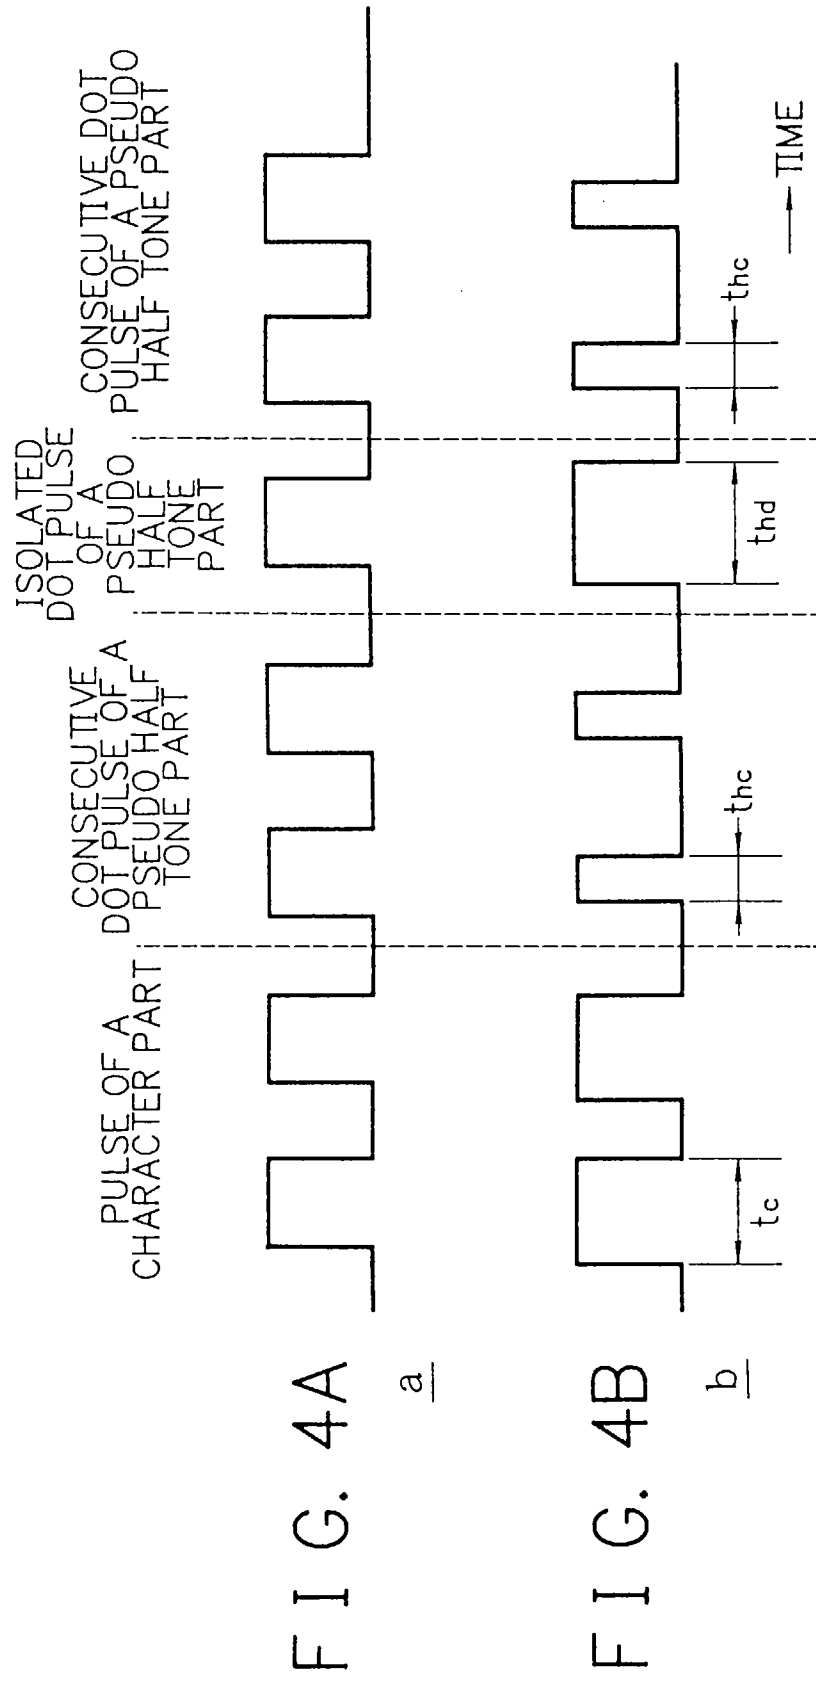 PULSE OF A
CHARACTER PART
CONSECUTIVE
DOT PULSE OF A
PSEUDO HALF
TONE PART
ISOLATED
DOT PULSE
OF A
PSEUDO
HALF
TONE
PART
CONSECUTIVE DOT
PULSE OF A PSEUDO
HALF TONE PART
FIG. 4A
a
FIG. 4B
b
tc
thc
thd
thc
TIME